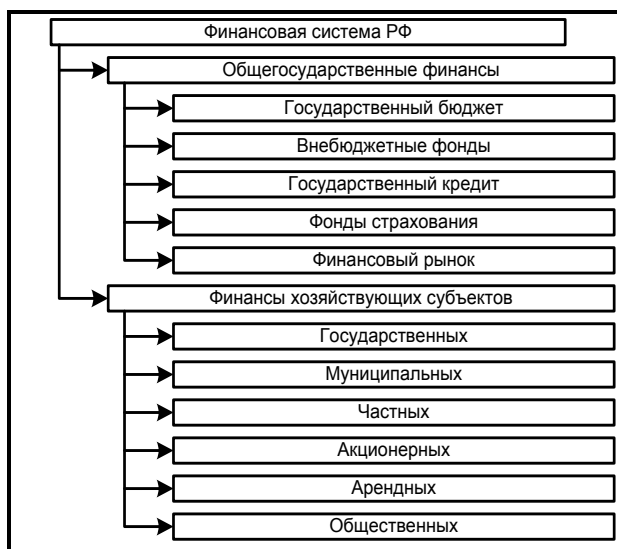 Финансовая система РФ
Общегосударственные финансы
Государственный бюджет
Внебюджетные фонды
Государственный кредит
Фонды страхования
Финансовый рынок
Финансы хозяйствующих субъектов
Государственных
Муниципальных
Частных
Акционерных
Арендных
Общественных